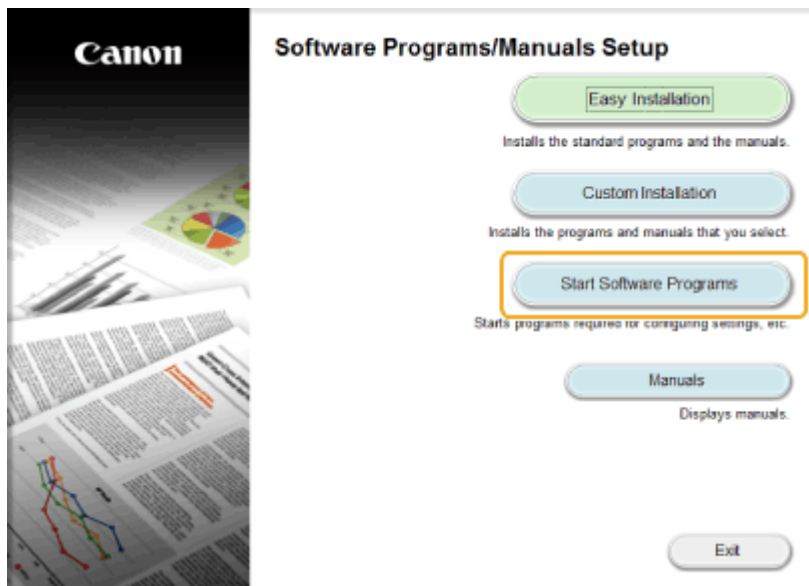 Canon
Software Programs/Manuals Setup
Easy Installation
Installs the standard programs and the manuals.
Custom Installation
Installs the programs and manuals that you select.
Start Software Programs
Starts programs required for configuring settings, etc.
Manuals
Displays manuals.
Exit